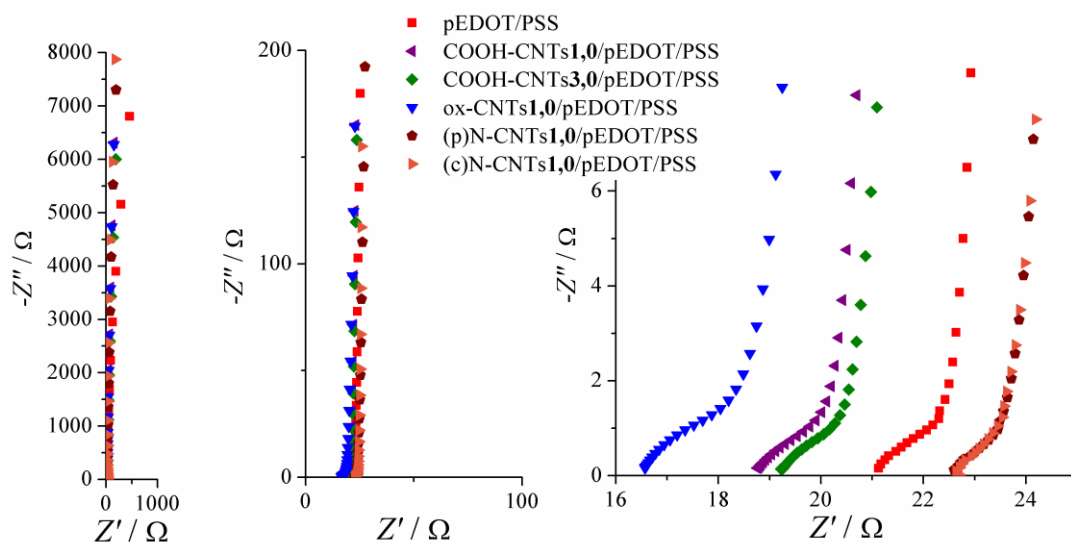 pEDOT/PSS
COOH-CNTs1,0/pEDOT/PSS
COOH-CNTs3,0/pEDOT/PSS
ox-CNTs1,0/pEDOT/PSS
(p)N-CNTs1,0/pEDOT/PSS
(c)N-CNTs1,0/pEDOT/PSS
-Z'' / Ω
8000
7000
6000
5000
4000
3000
2000
1000
0
0 1000
Z' / Ω
-Z'' / Ω
200
100
0
0 100
Z' / Ω
-Z'' / Ω
6
4
2
0
16 18 20 22 24
Z' / Ω